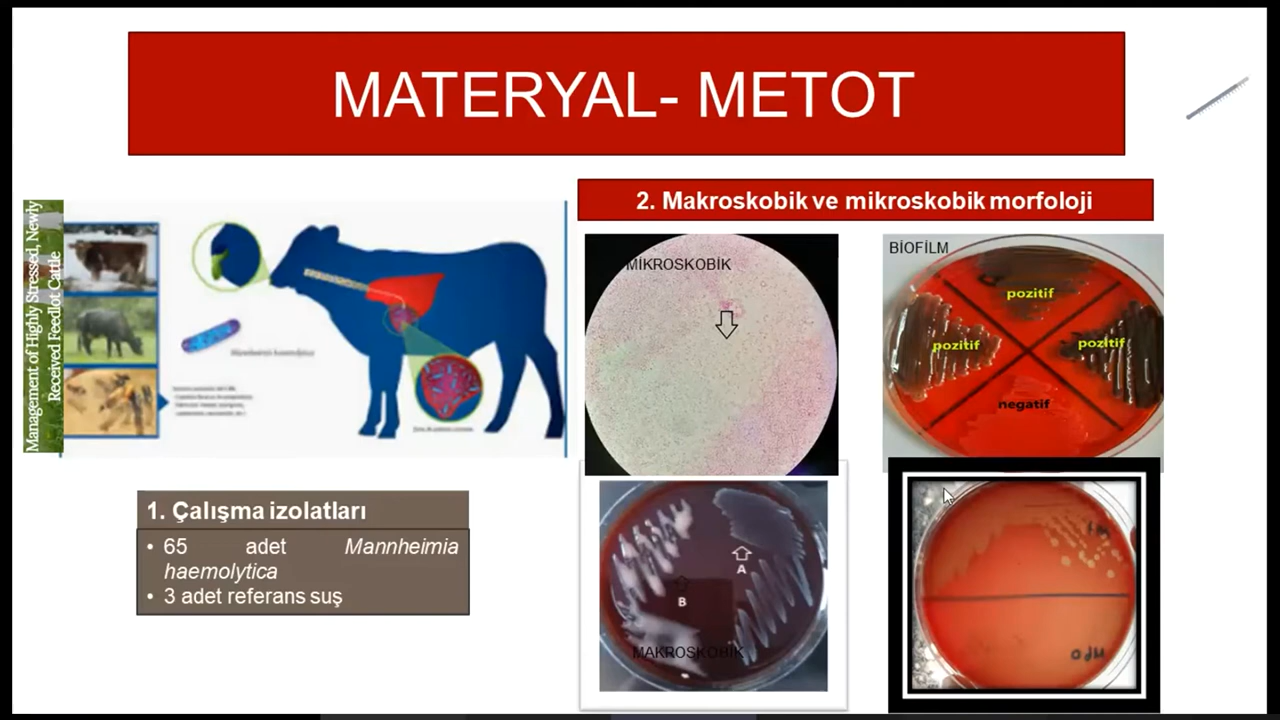 MATERYAL- METOT
Management of Highly Stressed, Newly
Received Feedlot Cattle
2. Makroskobik ve mikroskobik morfoloji
MİKROSKOBİK
BİOFİLM
pozitif
pozitif
pozitif
negatif
1. Çalışma izolatları
• 65 adet Mannheimia
haemolytica
• 3 adet referans suş
A
B
MAKROSKOBİK